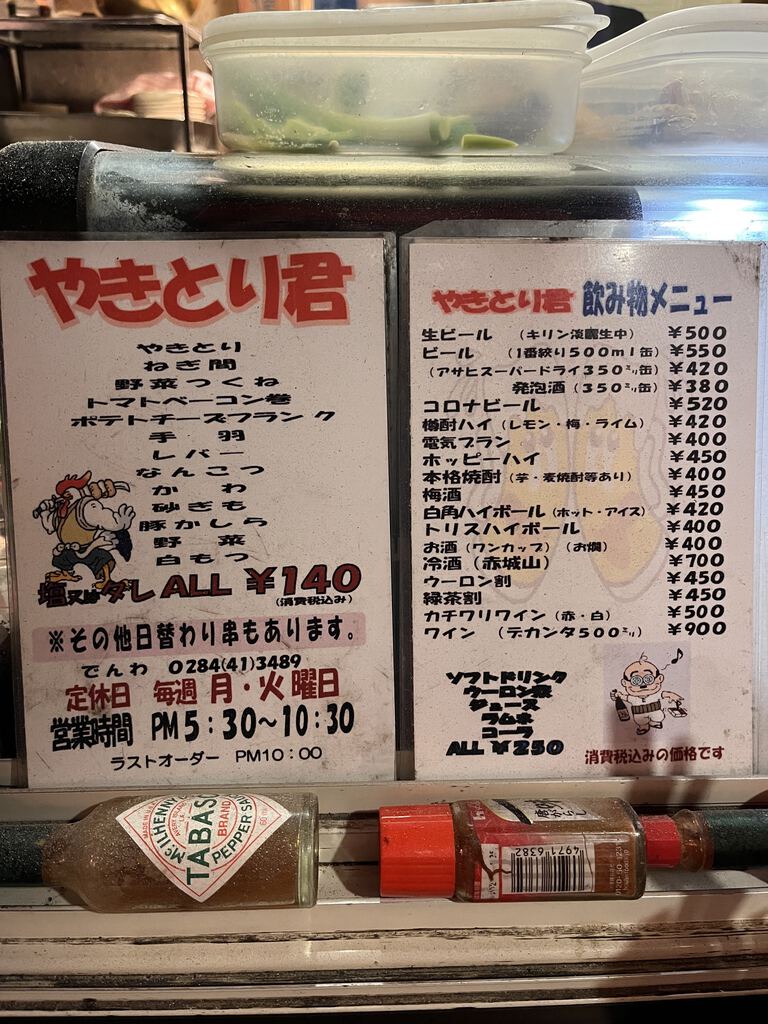 やきとり君
やきとり
ねぎ間
野菜つくね
トマトベーコン巻
ポテトチーズフランク
手羽
レバー
なんこつ
かわ
砂ぎも
豚かしら
野菜
白もつ
塩又はダレ ALL ¥140
(消費税込み)
※その他日替わり串もあります。
でんわ 0284(41)3489
定休日 毎週 月・火曜日
営業時間 PM5:30~10:30
ラストオーダー PM10:00
やきとり君 飲み物メニュー
生ビール (キリン淡麗生中) ¥500
ビール (1番絞り500ml缶) ¥550
(アサヒスーパードライ350㍉缶) ¥420
発泡酒(350㍉缶) ¥380
コロナビール ¥520
樽酎ハイ(レモン・梅・ライム) ¥420
電気ブラン ¥400
ホッピーハイ ¥450
本格焼酎(芋・麦焼酎等あり) ¥400
梅酒 ¥450
白角ハイボール(ホット・アイス) ¥420
トリスハイボール ¥400
お酒(ワンカップ)(お燗) ¥400
冷酒(赤城山) ¥700
ウーロン割 ¥450
緑茶割 ¥450
カチワリワイン(赤・白) ¥500
ワイン (デカンタ500㍉) ¥900
ソフトドリンク
ウーロン茶
ジュース
ラムネ
コーラ
ALL ¥250
消費税込みの価格です
McILHENNY
TABASCO
BRAND
PEPPER SA
MADE IN U.S.A.
4971 6382